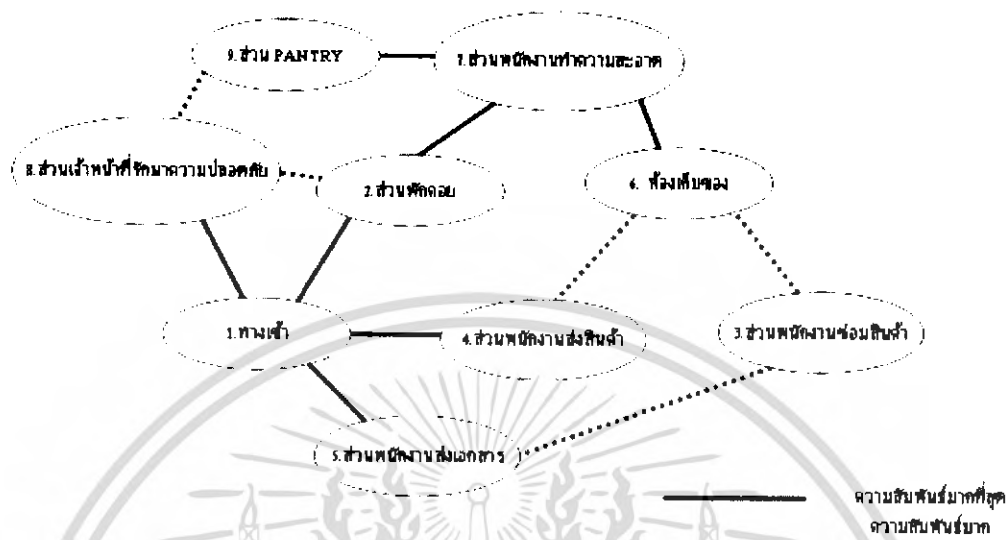 9.ส่วน PANTRY
7.ส่วนพนักงานทำความสะอาด
8.ส่วนเจ้าหน้าที่รักษาความปลอดภัย
2.ส่วนพักคอย
6. ห้องเก็บของ
1.ทางเข้า
4.ส่วนพนักงานส่งสินค้า
3.ส่วนพนักงานซ่อมสินค้า
5.ส่วนพนักงานส่งเอกสาร
ความสัมพันธ์มากที่สุด
ความสัมพันธ์มาก